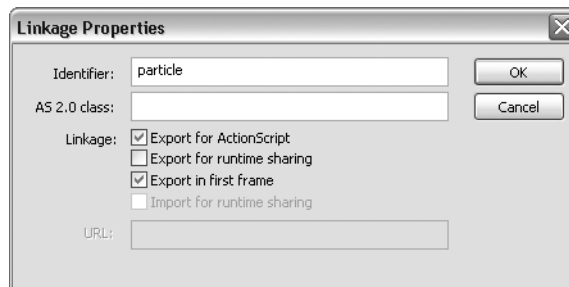 Linkage Properties
Identifier: particle OK
AS 2.0 class: Cancel
Linkage: Export for ActionScript
Export for runtime sharing
Export in first frame
Import for runtime sharing
URL: